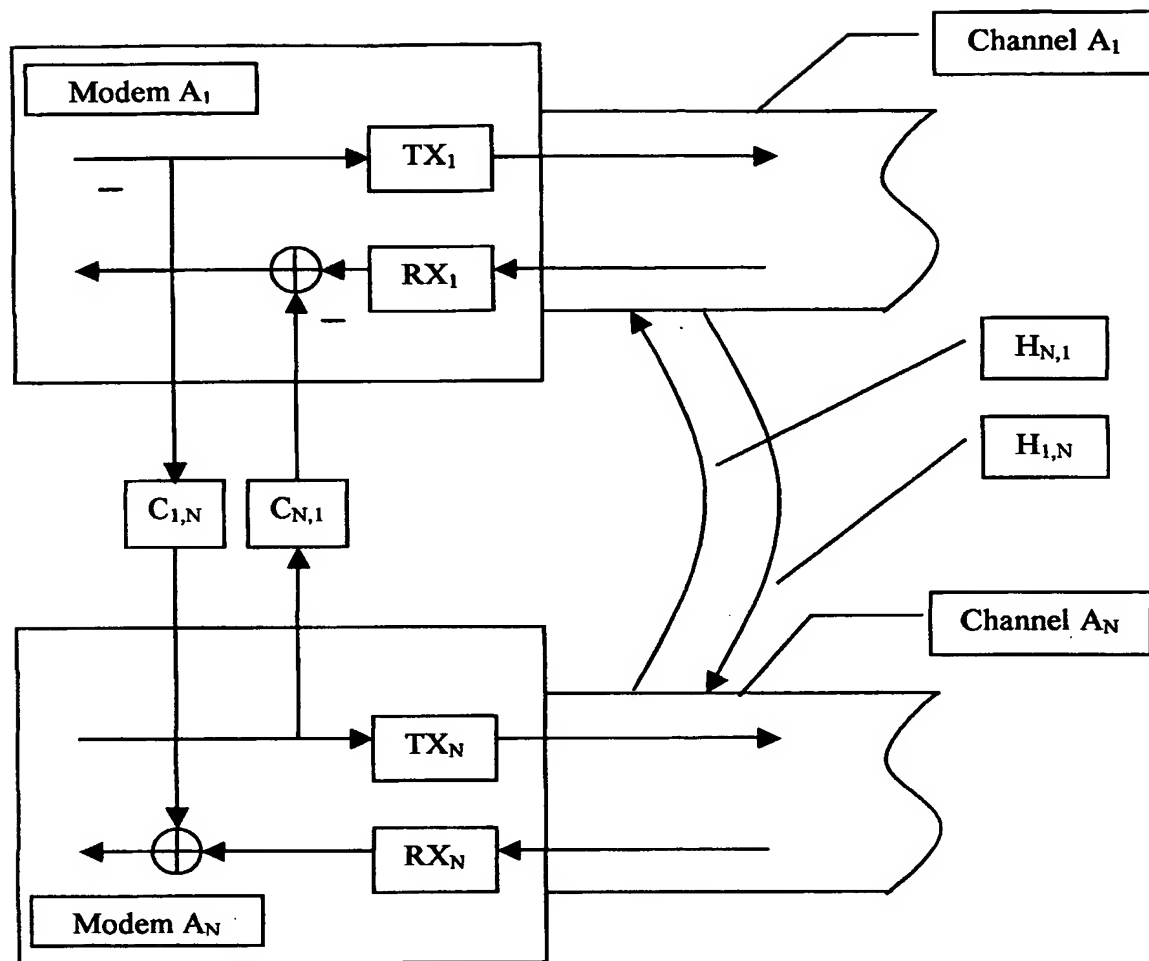 Channel A₁
Modem A₁
TX₁
–
RX₁
–
H_N,1
H_1,N
C_1,N
C_N,1
Channel A_N
TX_N
RX_N
Modem A_N